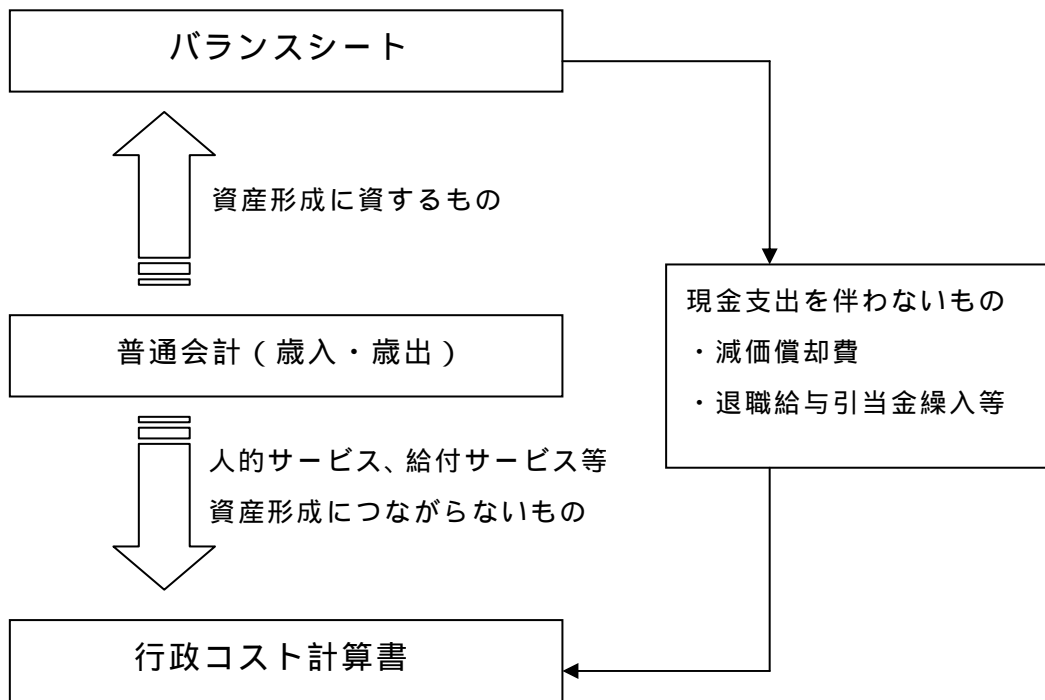 バランスシート
資産形成に資するもの
現金支出を伴わないもの
・減価償却費
・退職給与引当金繰入等
普通会計(歳入・歳出)
人的サービス、給付サービス等
資産形成につながらないもの
行政コスト計算書